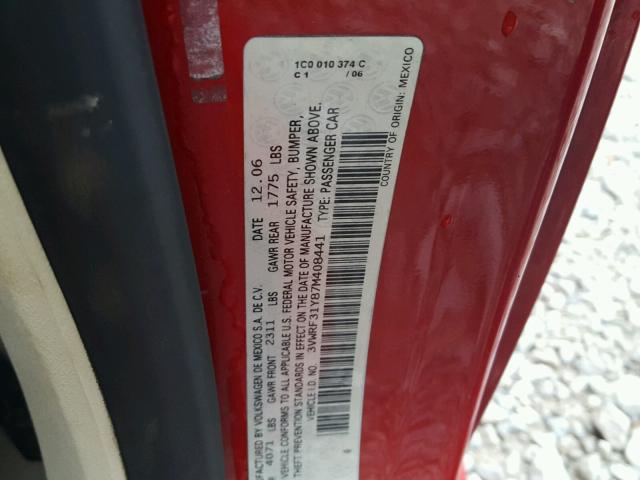 1C0 010 374 C
C 1 / 06
MANUFACTURED BY VOLKSWAGEN DE MEXICO S.A. DE C.V. DATE 12.06
4071 LBS GAWR FRONT 2311 LBS GAWR REAR 1775 LBS
VEHICLE CONFORMS TO ALL APPLICABLE U.S. FEDERAL MOTOR VEHICLE SAFETY, BUMPER,
THEFT PREVENTION STANDARDS IN EFFECT ON THE DATE OF MANUFACTURE SHOWN ABOVE.
VEHICLE I.D. NO. 3VWRF31Y87M408441 TYPE: PASSENGER CAR
COUNTRY OF ORIGIN: MEXICO